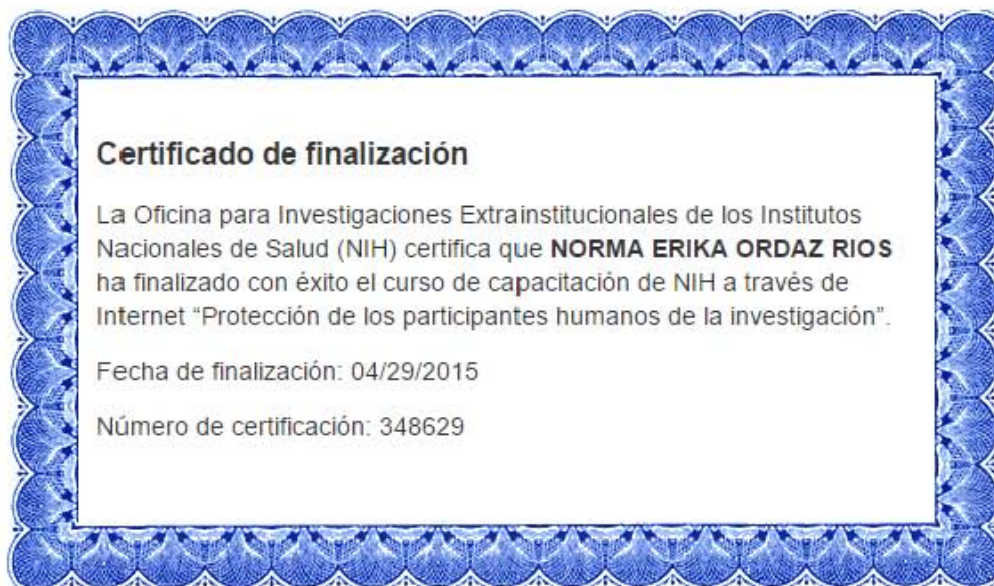 Certificado de finalización
La Oficina para Investigaciones Extrainstitucionales de los Institutos
Nacionales de Salud (NIH) certifica que NORMA ERIKA ORDAZ RIOS
ha finalizado con éxito el curso de capacitación de NIH a través de
Internet “Protección de los participantes humanos de la investigación”.
Fecha de finalización: 04/29/2015
Número de certificación: 348629